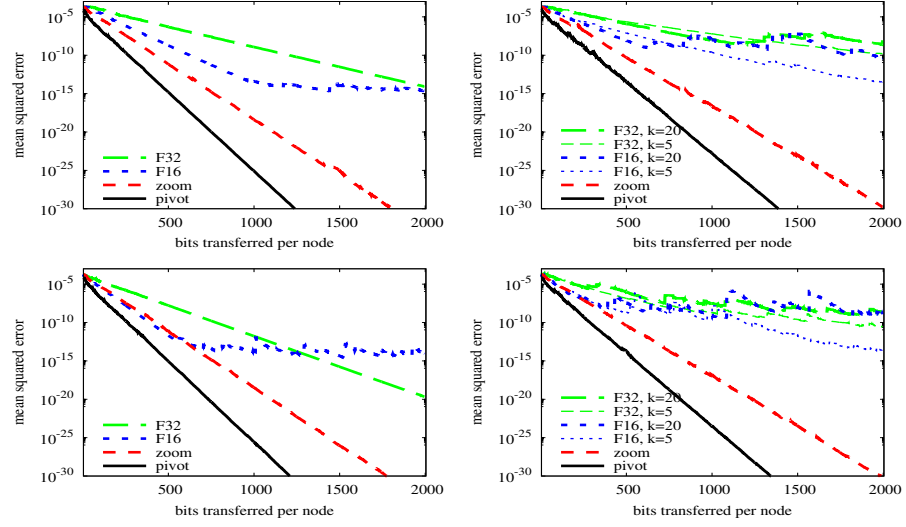 mean squared error
10^-5
10^-10
10^-15
10^-20
10^-25
10^-30
F32
F16
zoom
pivot
500 1000 1500 2000
bits transferred per node
mean squared error
10^-5
10^-10
10^-15
10^-20
10^-25
10^-30
F32, k=20
F32, k=5
F16, k=20
F16, k=5
zoom
pivot
500 1000 1500 2000
bits transferred per node
mean squared error
10^-5
10^-10
10^-15
10^-20
10^-25
10^-30
F32
F16
zoom
pivot
500 1000 1500 2000
bits transferred per node
mean squared error
10^-5
10^-10
10^-15
10^-20
10^-25
10^-30
F32, k=20
F32, k=5
F16, k=20
F16, k=5
zoom
pivot
500 1000 1500 2000
bits transferred per node